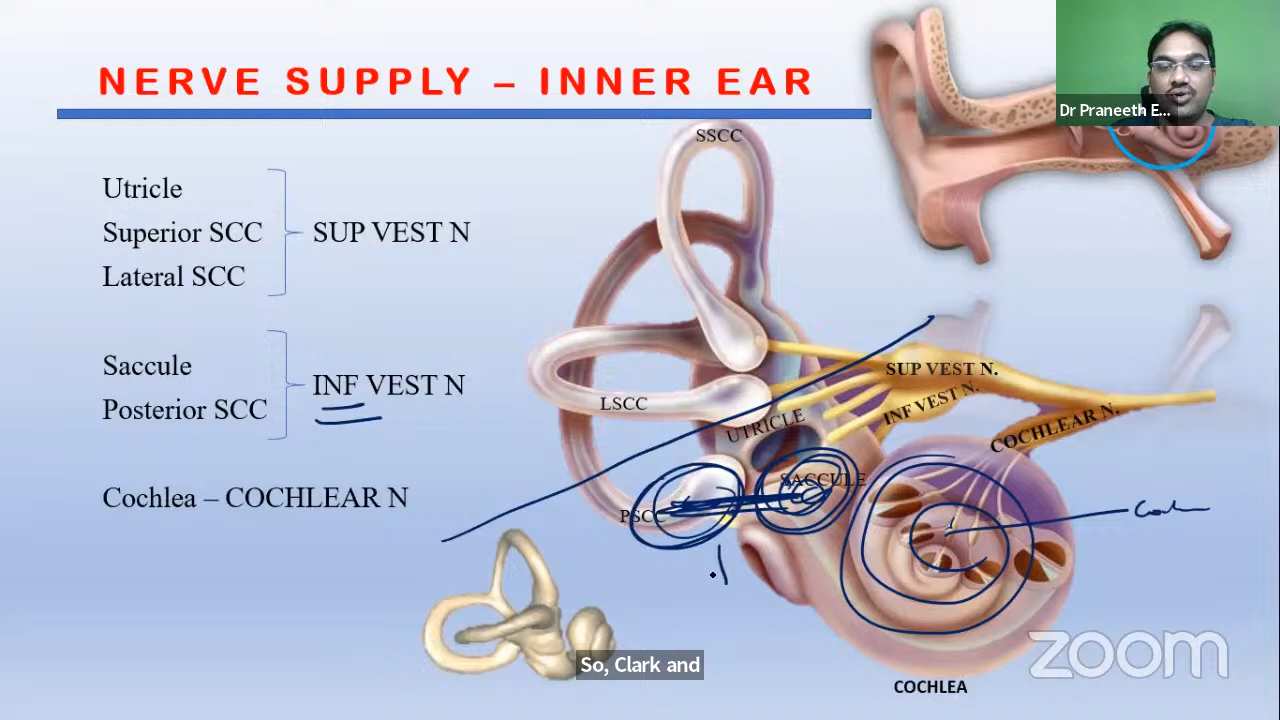 NERVE SUPPLY – INNER EAR
Dr Praneeth E...
SSCC
Utricle
Superior SCC
Lateral SCC
SUP VEST N
Saccule
Posterior SCC
INF VEST N
Cochlea – COCHLEAR N
SUP VEST N.
INF VEST N.
COCHLEAR N.
LSCC
UTRICLE
SACCULE
PSCC
COCHLEA
So, Clark and
zoom